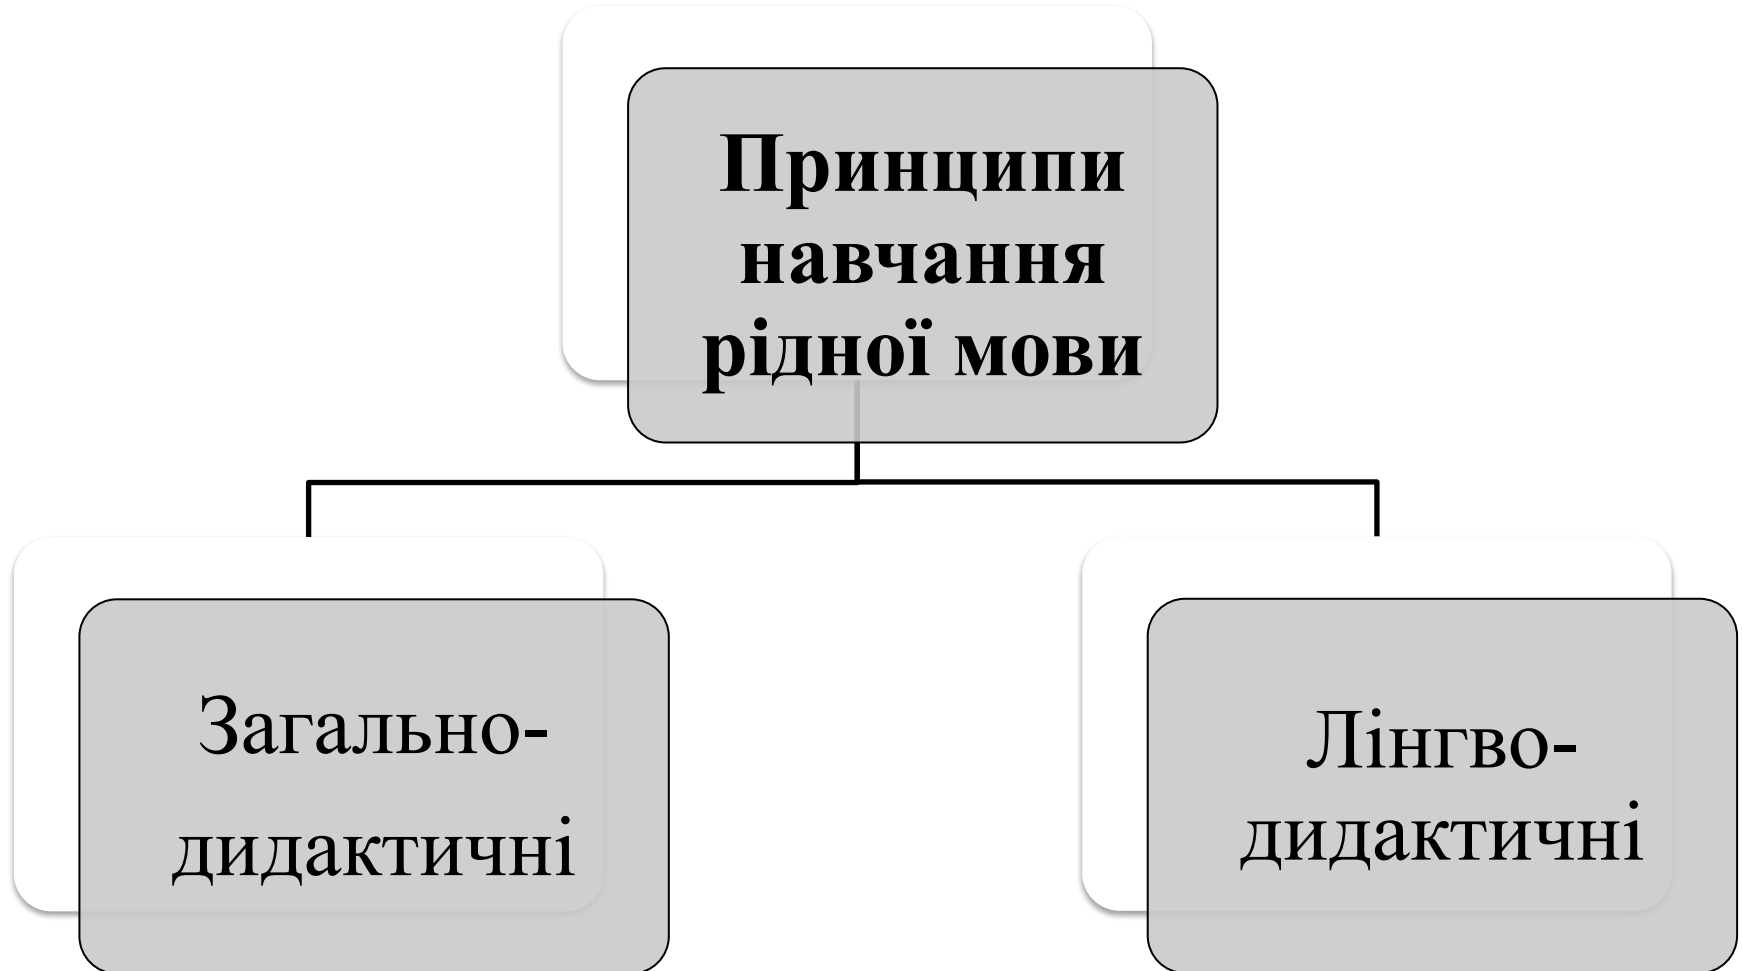 Принципи
навчання
рідної мови
Загально-
дидактичні
Лінгво-
дидактичні